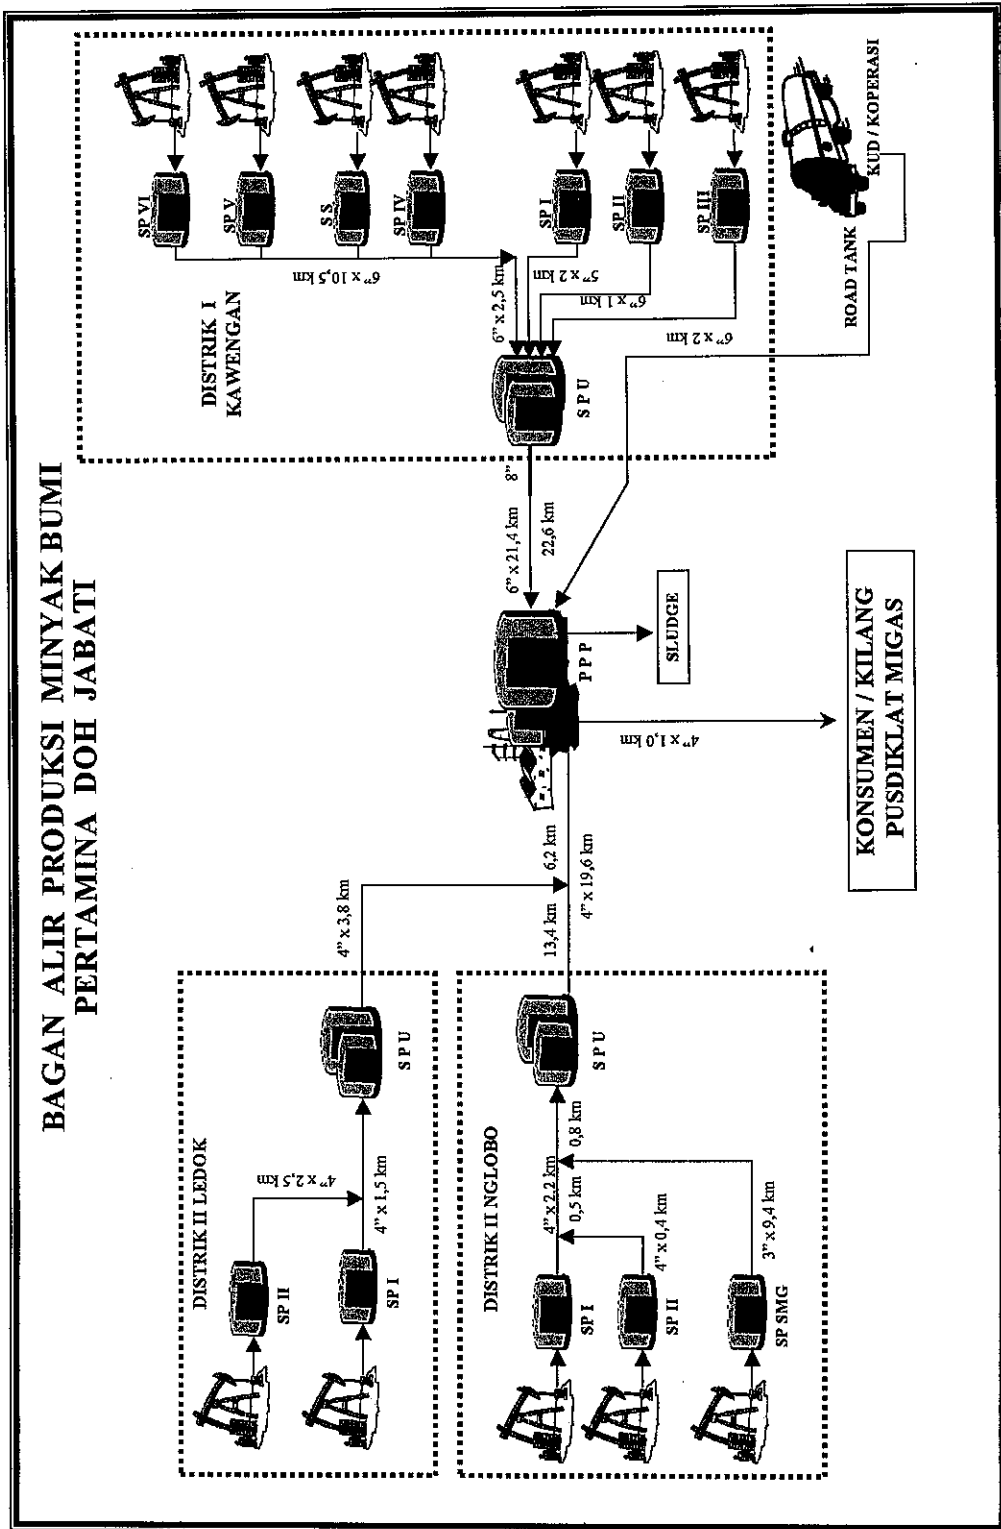 BAGAN ALIR PRODUKSI MINYAK BUMI
PERTAMINA DOH JABATI
DISTRIK II LEDOK
SP II
4” x 2,5 km
SP I
4” x 1,5 km
S P U
4” x 3,8 km
DISTRIK II NGLOBO
SP I
4” x 2,2 km
0,5 km
0,8 km
SP II
4” x 0,4 km
SP SMG
3” x 9,4 km
S P U
13,4 km
6,2 km
4” x 19,6 km
P P P
SLUDGE
4” x 1,0 km
KONSUMEN / KILANG
PUSDIKLAT MIGAS
6” x 21,4 km
8”
22,6 km
DISTRIK I
KAWENGAN
S P U
6” x 2,5 km
6” x 10,5 km
5” x 2 km
6” x 1 km
6” x 2 km
SP VI
SP V
S S
SP IV
SP I
SP II
SP III
ROAD TANK
KUD / KOPERASI